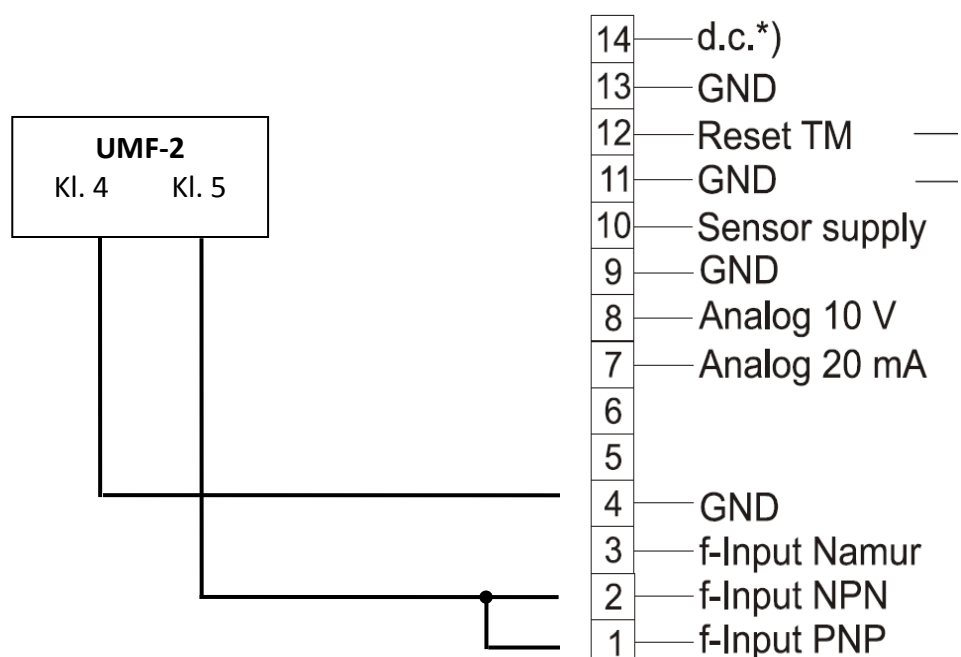 UMF-2
Kl. 4 Kl. 5
14 d.c.*)
13 GND
12 Reset TM
11 GND
10 Sensor supply
9 GND
8 Analog 10 V
7 Analog 20 mA
6
5
4 GND
3 f-Input Namur
2 f-Input NPN
1 f-Input PNP